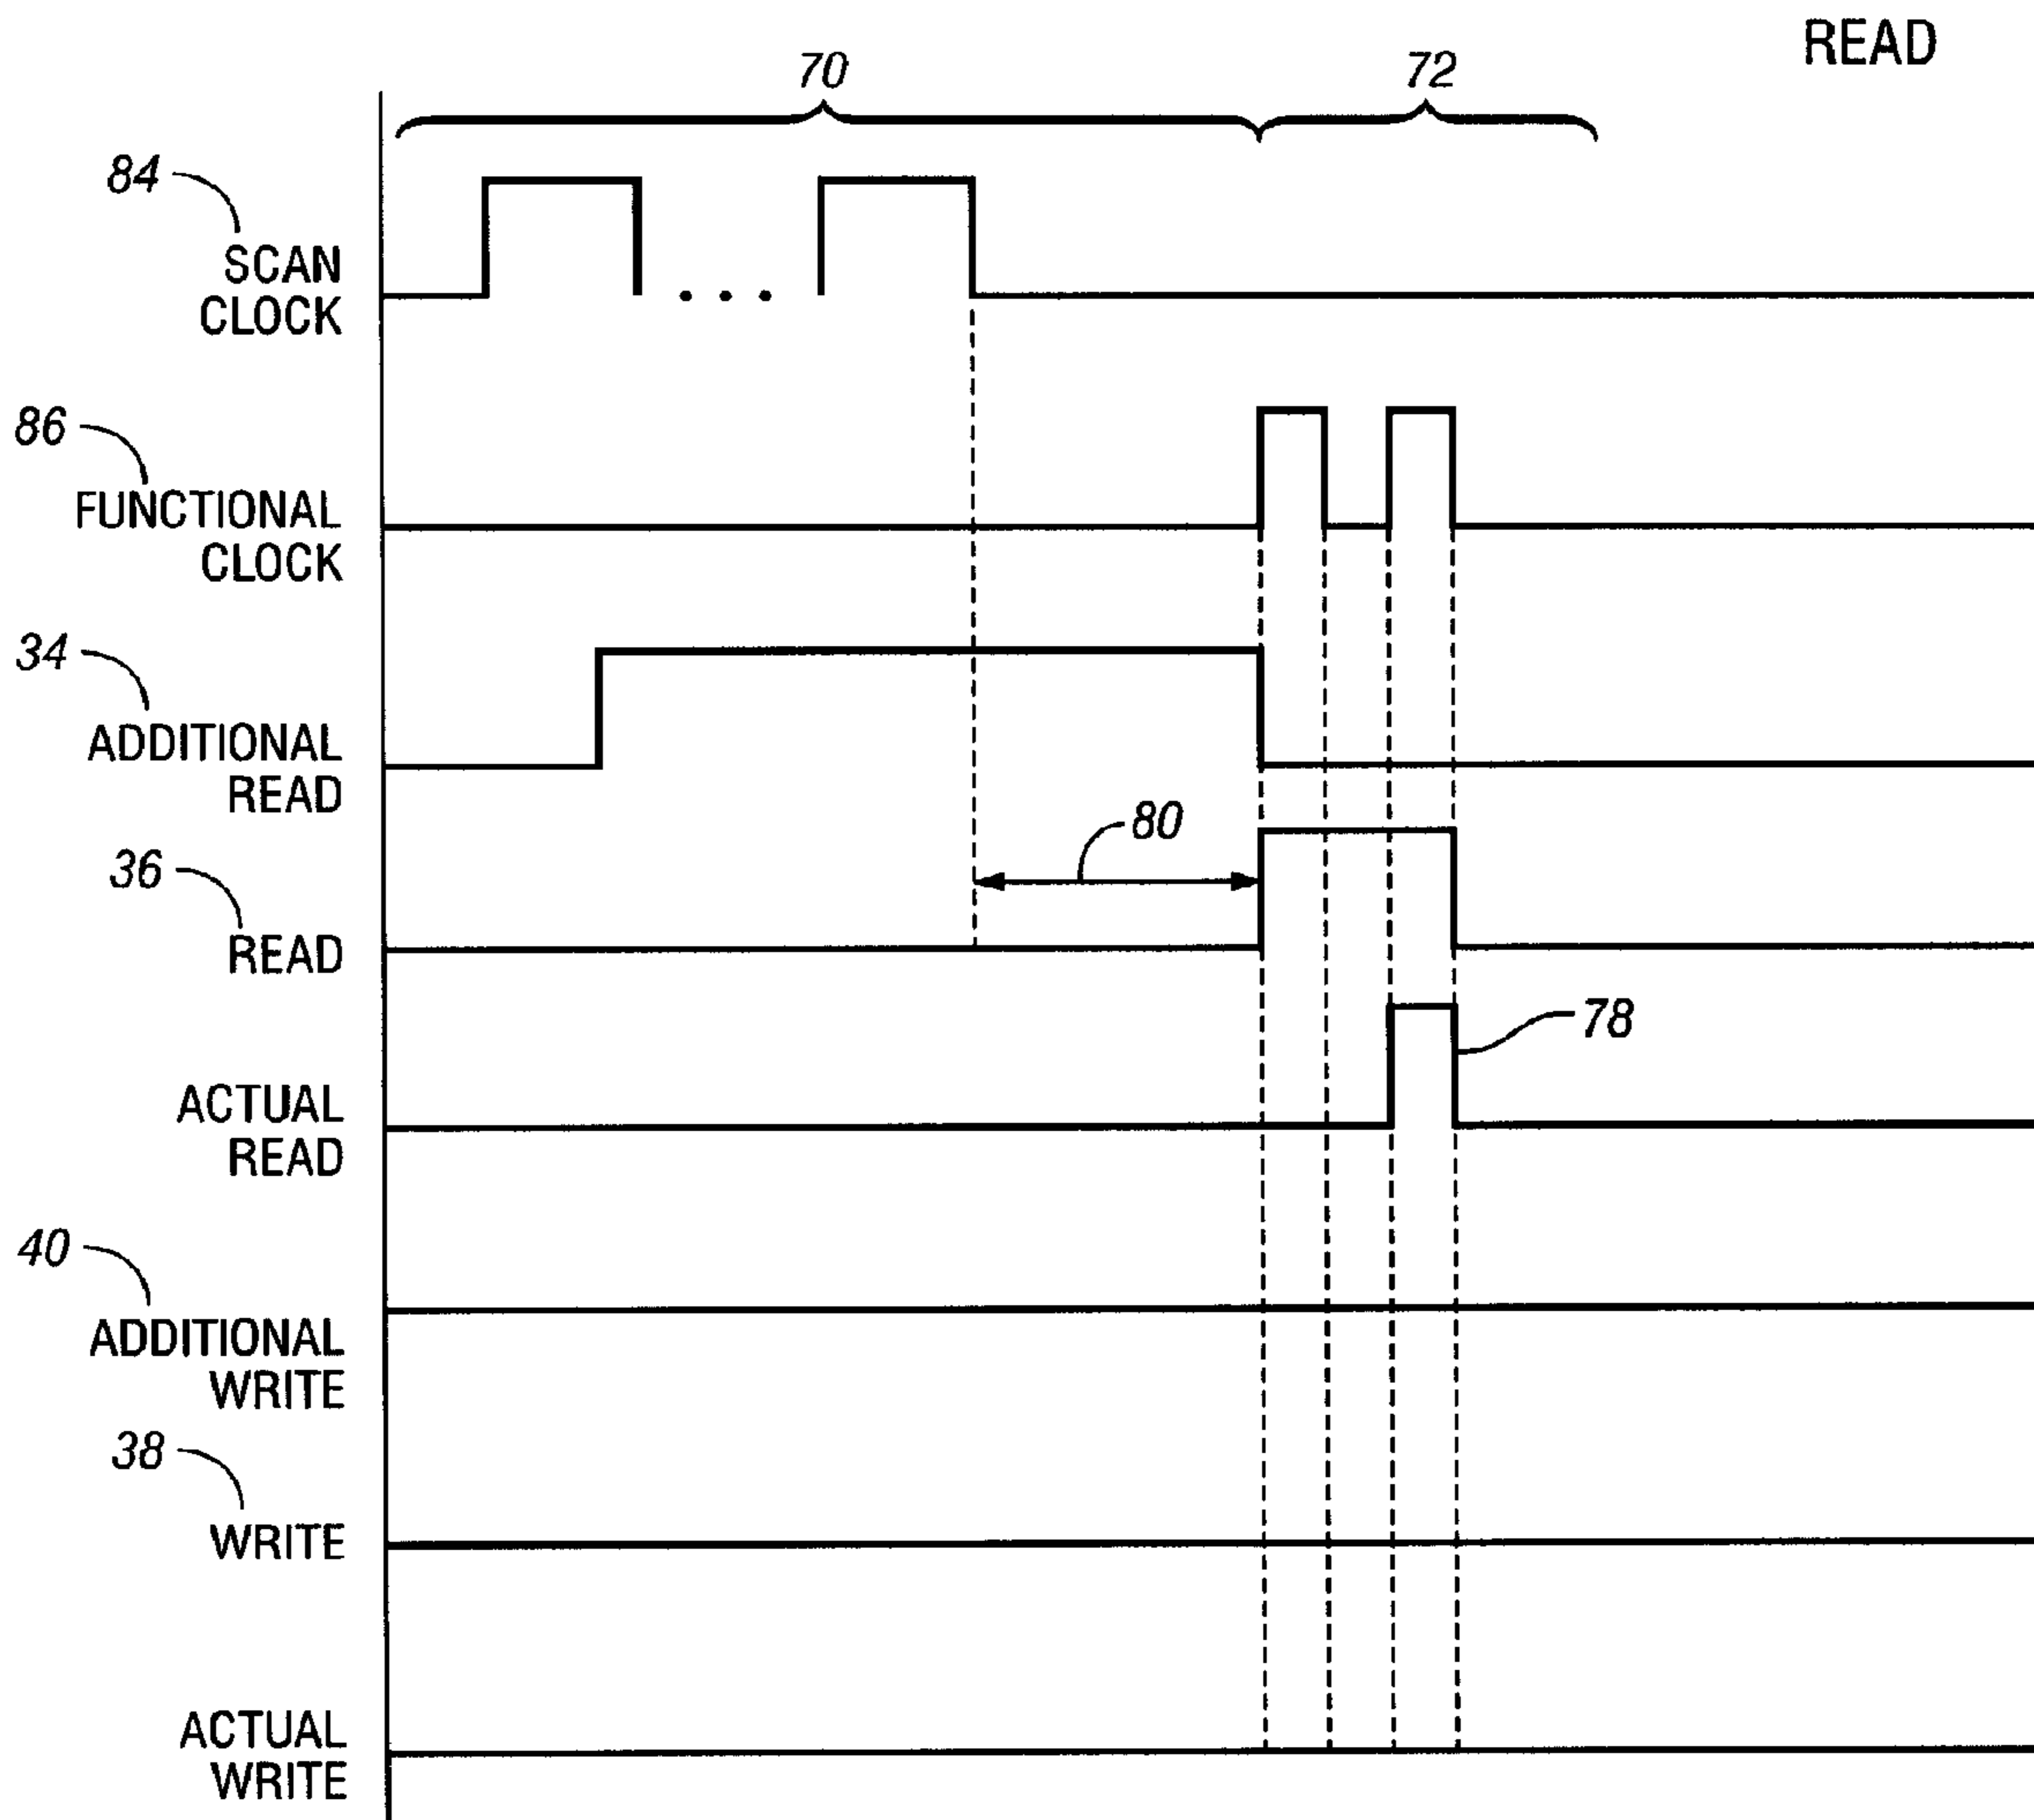 READ
70
72
84
SCAN
CLOCK
86
FUNCTIONAL
CLOCK
34
ADDITIONAL
READ
80
36
READ
78
ACTUAL
READ
40
ADDITIONAL
WRITE
38
WRITE
ACTUAL
WRITE